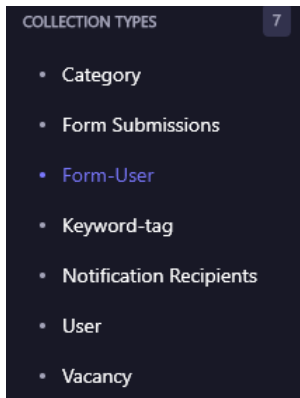 COLLECTION TYPES 7
Category
Form Submissions
Form-User
Keyword-tag
Notification Recipients
User
Vacancy